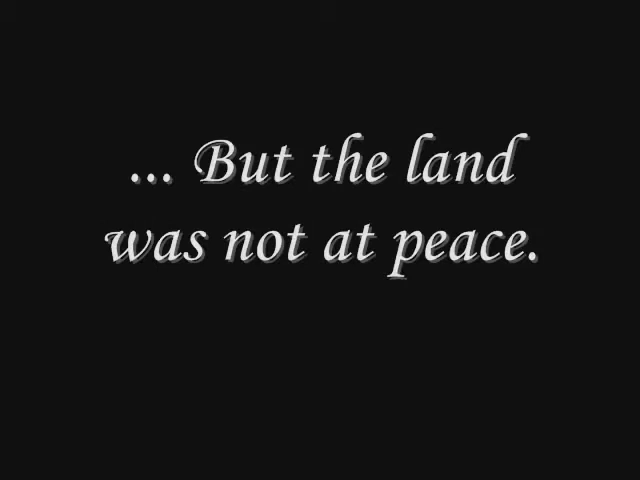 ... But the land
was not at peace.